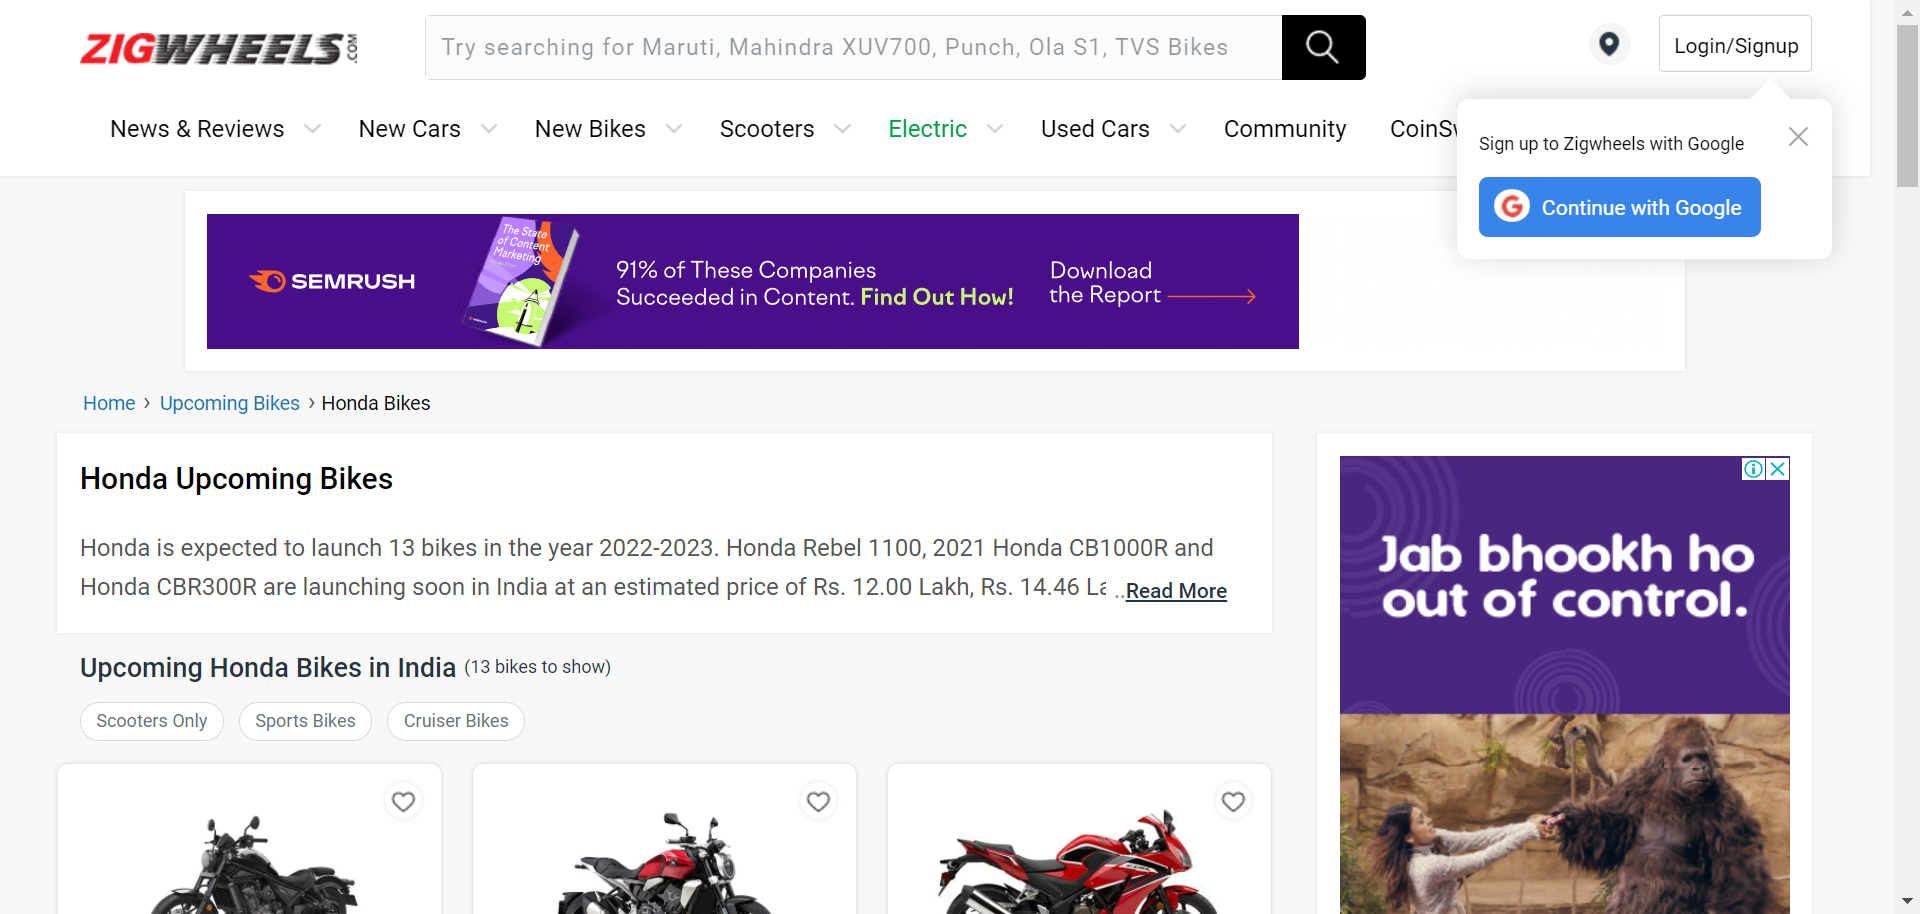 ZIGWHEELS.COM
Try searching for Maruti, Mahindra XUV700, Punch, Ola S1, TVS Bikes
Login/Signup
News & Reviews
New Cars
New Bikes
Scooters
Electric
Used Cars
Community
CoinSw
Sign up to Zigwheels with Google
G Continue with Google
SEMRUSH
The State
of Content
Marketing
91% of These Companies
Succeeded in Content. Find Out How!
Download
the Report
Home › Upcoming Bikes › Honda Bikes
Honda Upcoming Bikes
Honda is expected to launch 13 bikes in the year 2022-2023. Honda Rebel 1100, 2021 Honda CB1000R and
Honda CBR300R are launching soon in India at an estimated price of Rs. 12.00 Lakh, Rs. 14.46 La ..Read More
Upcoming Honda Bikes in India (13 bikes to show)
Scooters Only
Sports Bikes
Cruiser Bikes
Jab bhookh ho
out of control.